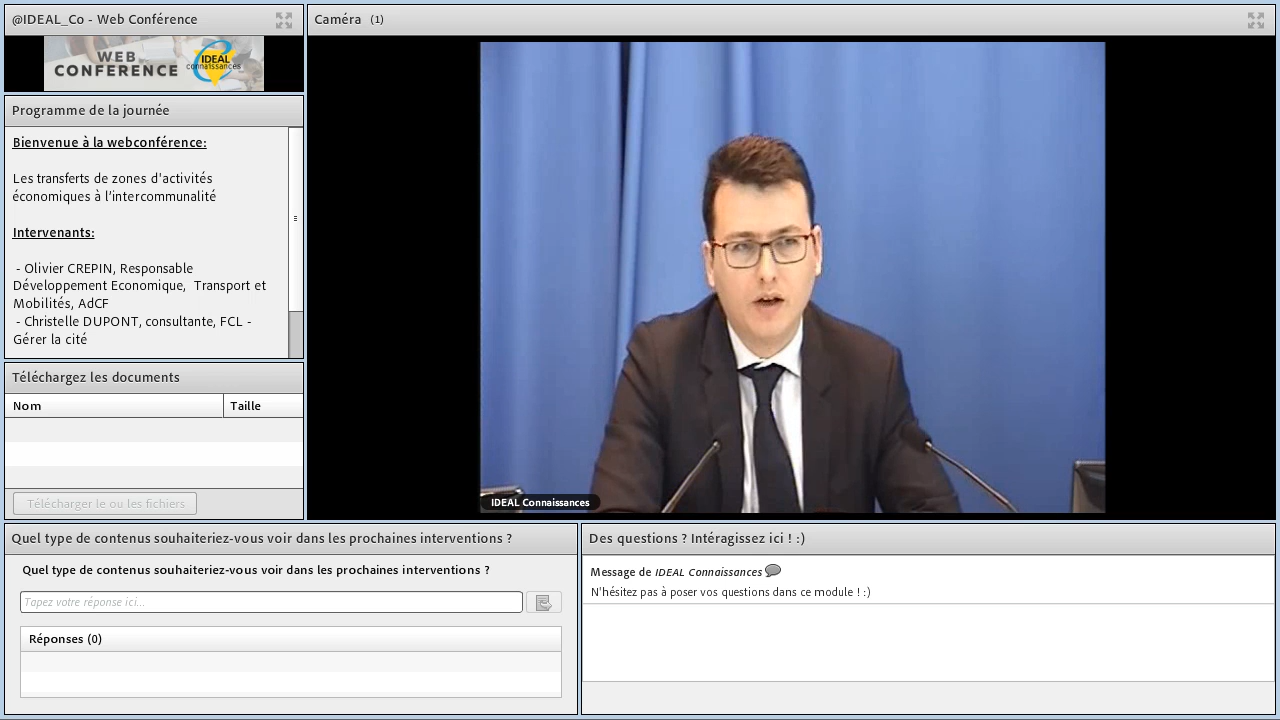 @IDEAL_Co - Web Conférence
WEB
CONFERENCE
IDEAL
connaissances
Programme de la journée
Bienvenue à la webconférence:
Les transferts de zones d'activités
économiques à l’intercommunalité
Intervenants:
- Olivier CREPIN, Responsable
Développement Economique,  Transport et
Mobilités, AdCF
- Christelle DUPONT, consultante, FCL -
Gérer la cité
Téléchargez les documents
Nom
Taille
Télécharger le ou les fichiers
Caméra (1)
IDEAL Connaissances
Quel type de contenus souhaiteriez-vous voir dans les prochaines interventions ?
Quel type de contenus souhaiteriez-vous voir dans les prochaines interventions ?
Tapez votre réponse ici...
Réponses (0)
Des questions ? Intéragissez ici ! :)
Message de IDEAL Connaissances
N'hésitez pas à poser vos questions dans ce module ! :)